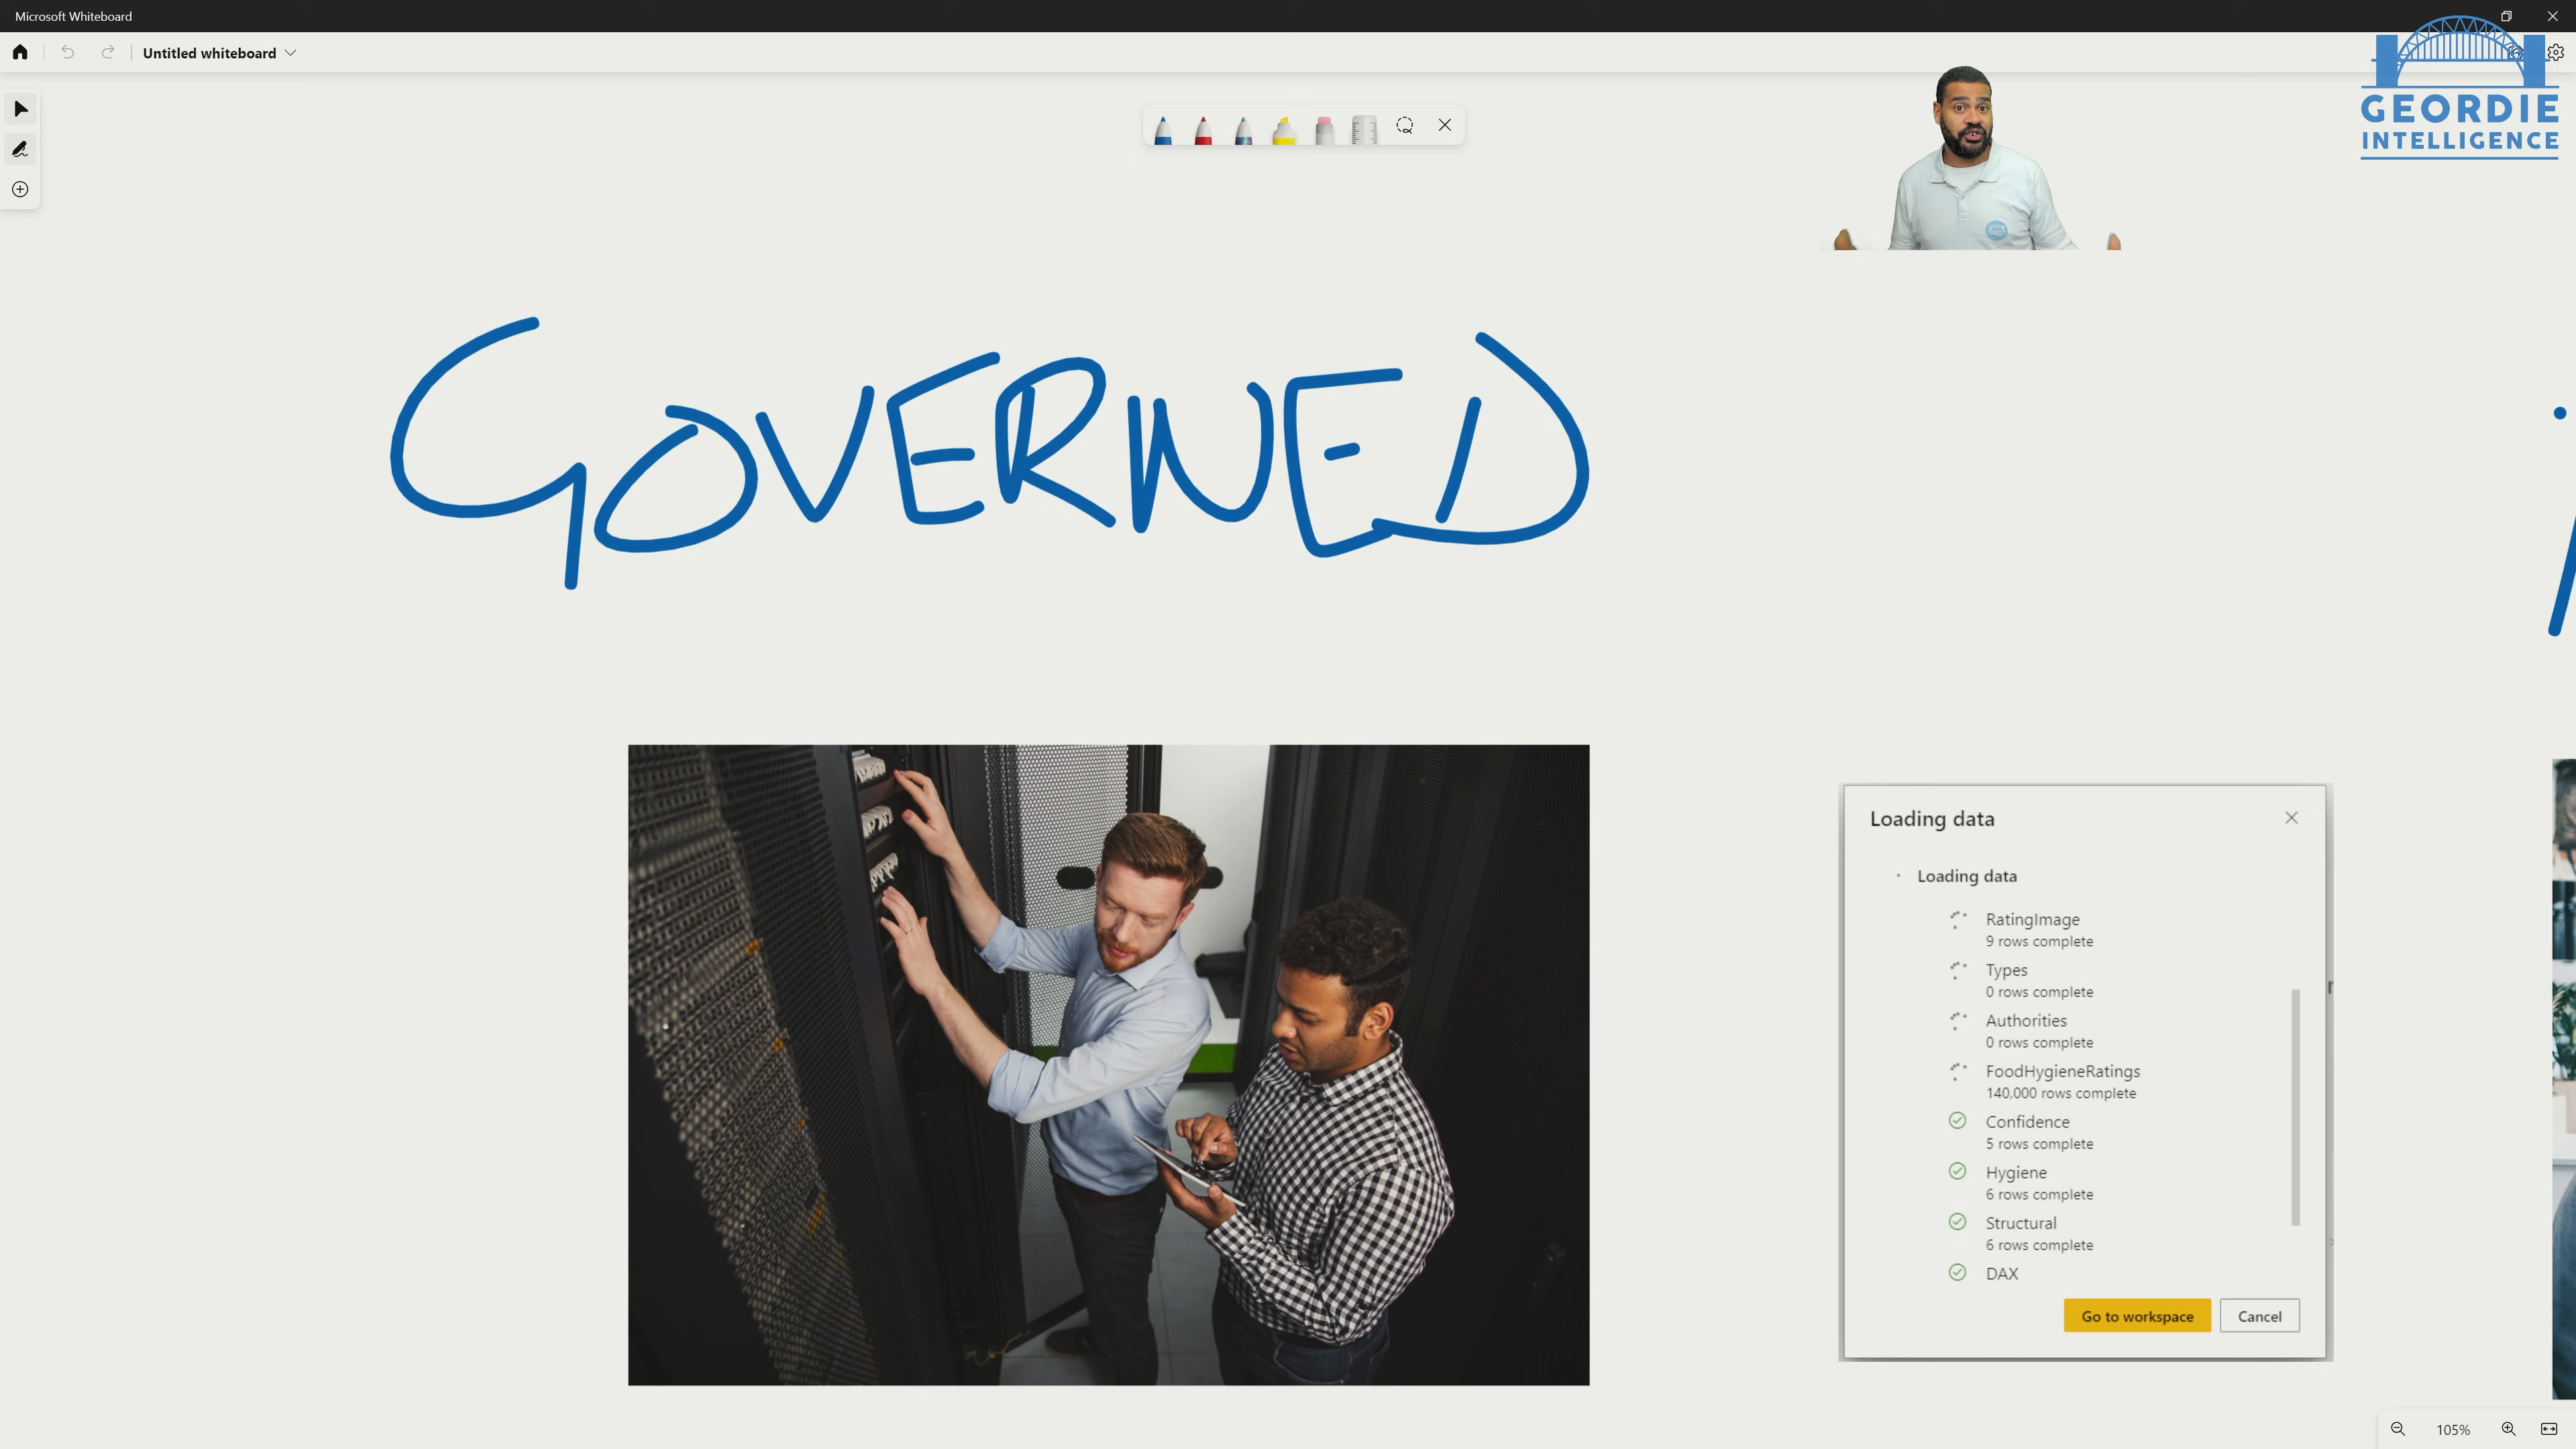 Microsoft Whiteboard
Untitled whiteboard
GEORDIE
INTELLIGENCE
GOVERNED
Loading data
Loading data
RatingImage
9 rows complete
Types
0 rows complete
Authorities
0 rows complete
FoodHygieneRatings
140,000 rows complete
Confidence
5 rows complete
Hygiene
6 rows complete
Structural
6 rows complete
DAX
Go to workspace
Cancel
105%